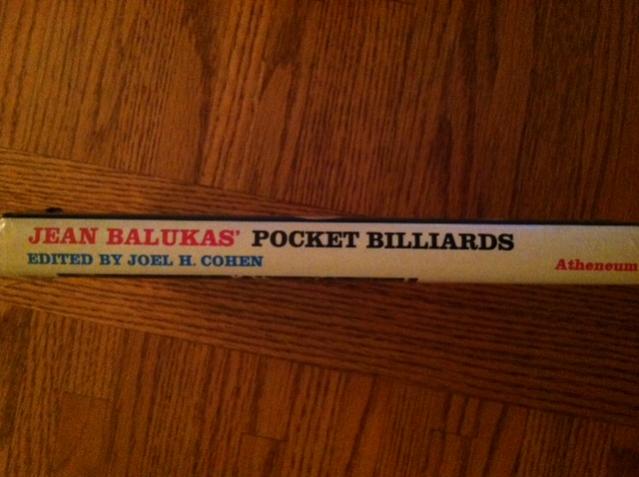 JEAN BALUKAS' POCKET BILLIARDS
EDITED BY JOEL H. COHEN
Atheneum